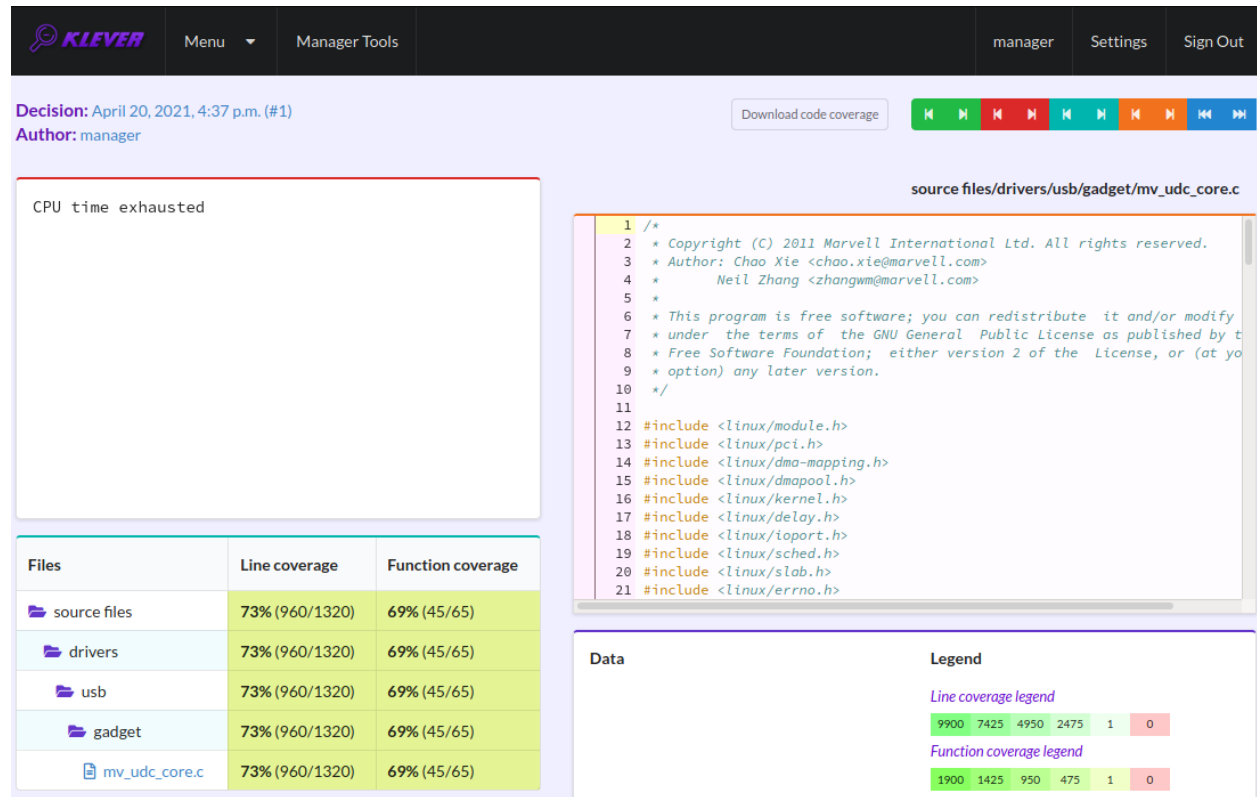 KLEVER Menu Manager Tools manager Settings Sign Out
Decision: April 20, 2021, 4:37 p.m. (#1)
Author: manager
Download code coverage
CPU time exhausted
Files Line coverage Function coverage
source files 73% (960/1320) 69% (45/65)
drivers 73% (960/1320) 69% (45/65)
usb 73% (960/1320) 69% (45/65)
gadget 73% (960/1320) 69% (45/65)
mv_udc_core.c 73% (960/1320) 69% (45/65)
source files/drivers/usb/gadget/mv_udc_core.c
1 /*
2  * Copyright (C) 2011 Marvell International Ltd. All rights reserved.
3  * Author: Chao Xie <chao.xie@marvell.com>
4  *        Neil Zhang <zhangwm@marvell.com>
5  *
6  * This program is free software; you can redistribute  it and/or modify
7  * under  the terms of  the GNU General  Public License as published by t
8  * Free Software Foundation;  either version 2 of the  License, or (at yo
9  * option) any later version.
10  */
11
12 #include <linux/module.h>
13 #include <linux/pci.h>
14 #include <linux/dma-mapping.h>
15 #include <linux/dmapool.h>
16 #include <linux/kernel.h>
17 #include <linux/delay.h>
18 #include <linux/ioport.h>
19 #include <linux/sched.h>
20 #include <linux/slab.h>
21 #include <linux/errno.h>
Data Legend
Line coverage legend
9900 7425 4950 2475 1 0
Function coverage legend
1900 1425 950 475 1 0